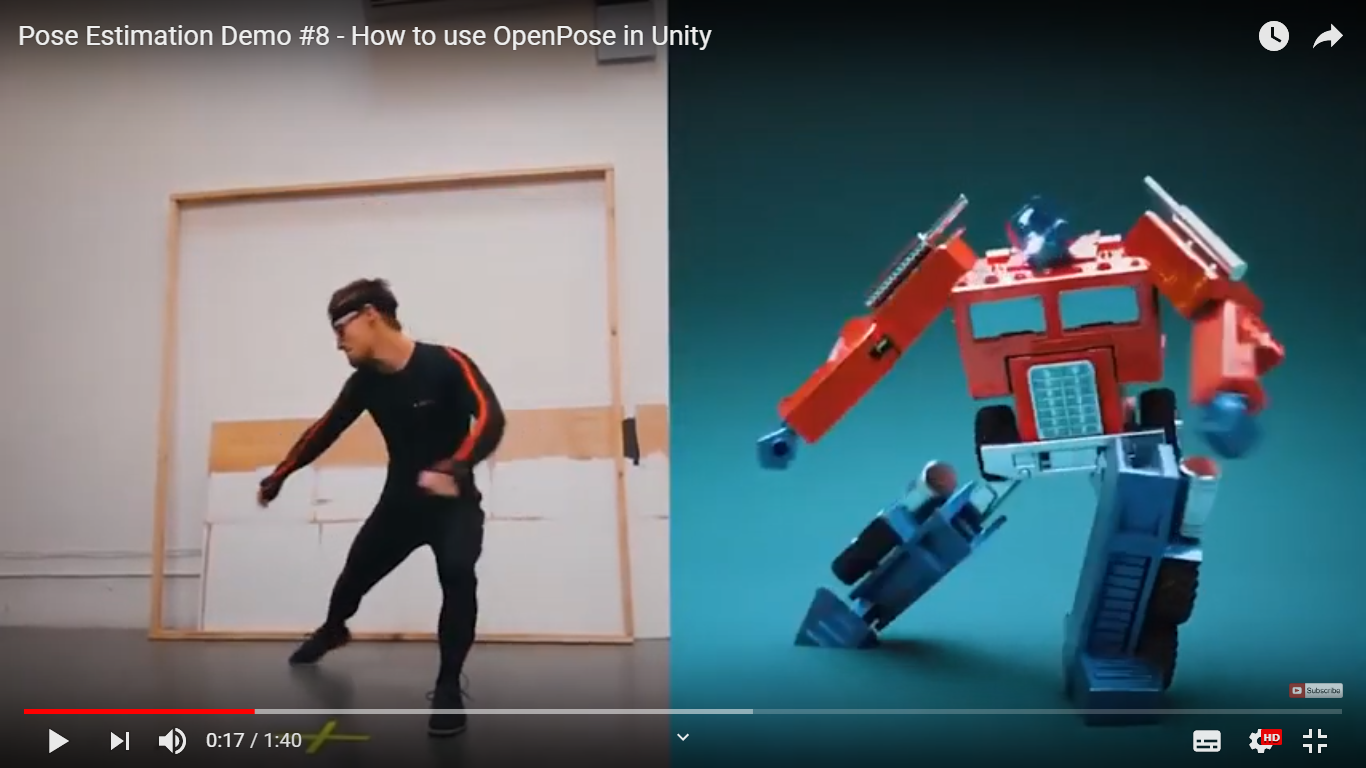 Pose Estimation Demo #8 - How to use OpenPose in Unity
Subscribe
0:17 / 1:40
HD